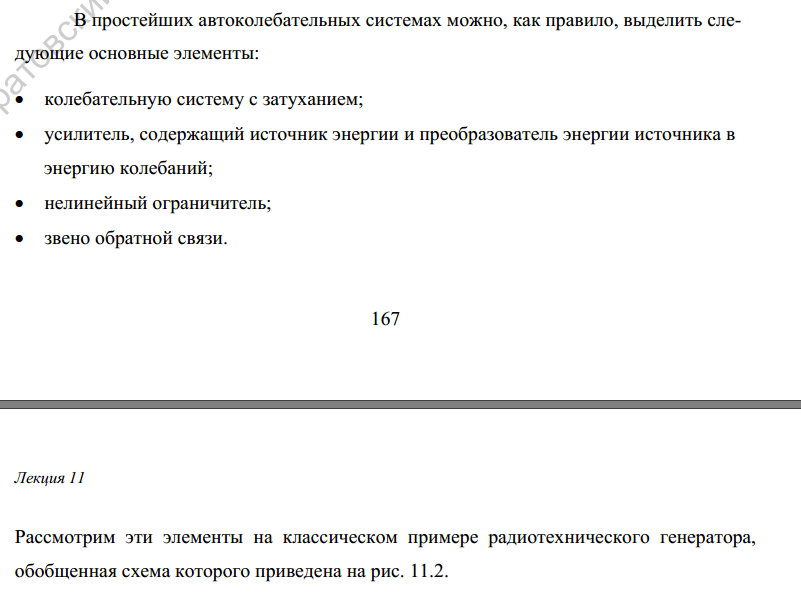 В простейших автоколебательных системах можно, как правило, выделить сле-
дующие основные элементы:
• колебательную систему с затуханием;
• усилитель, содержащий источник энергии и преобразователь энергии источника в
энергию колебаний;
• нелинейный ограничитель;
• звено обратной связи.
167
Лекция 11
Рассмотрим эти элементы на классическом примере радиотехнического генератора,
обобщенная схема которого приведена на рис. 11.2.